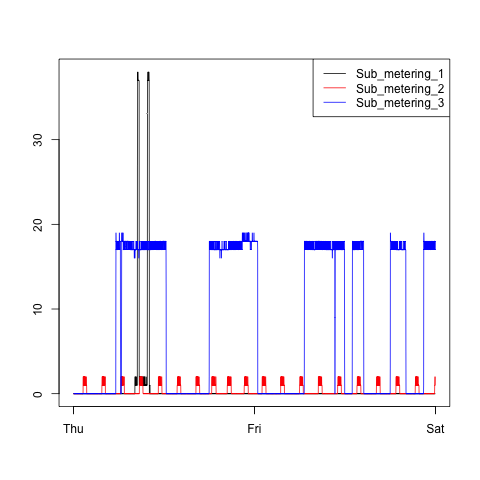 Sub_metering_1
Sub_metering_2
Sub_metering_3
30
20
10
0
Thu Fri Sat